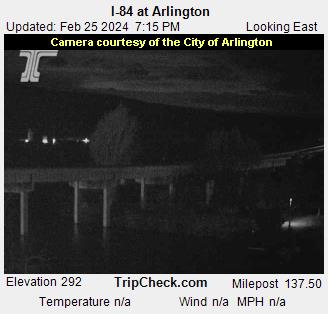 I-84 at Arlington
Updated: Feb 25 2024 7:15 PM Looking East
Camera courtesy of the City of Arlington
Elevation 292 TripCheck.com Milepost 137.50
Temperature n/a Wind n/a MPH n/a